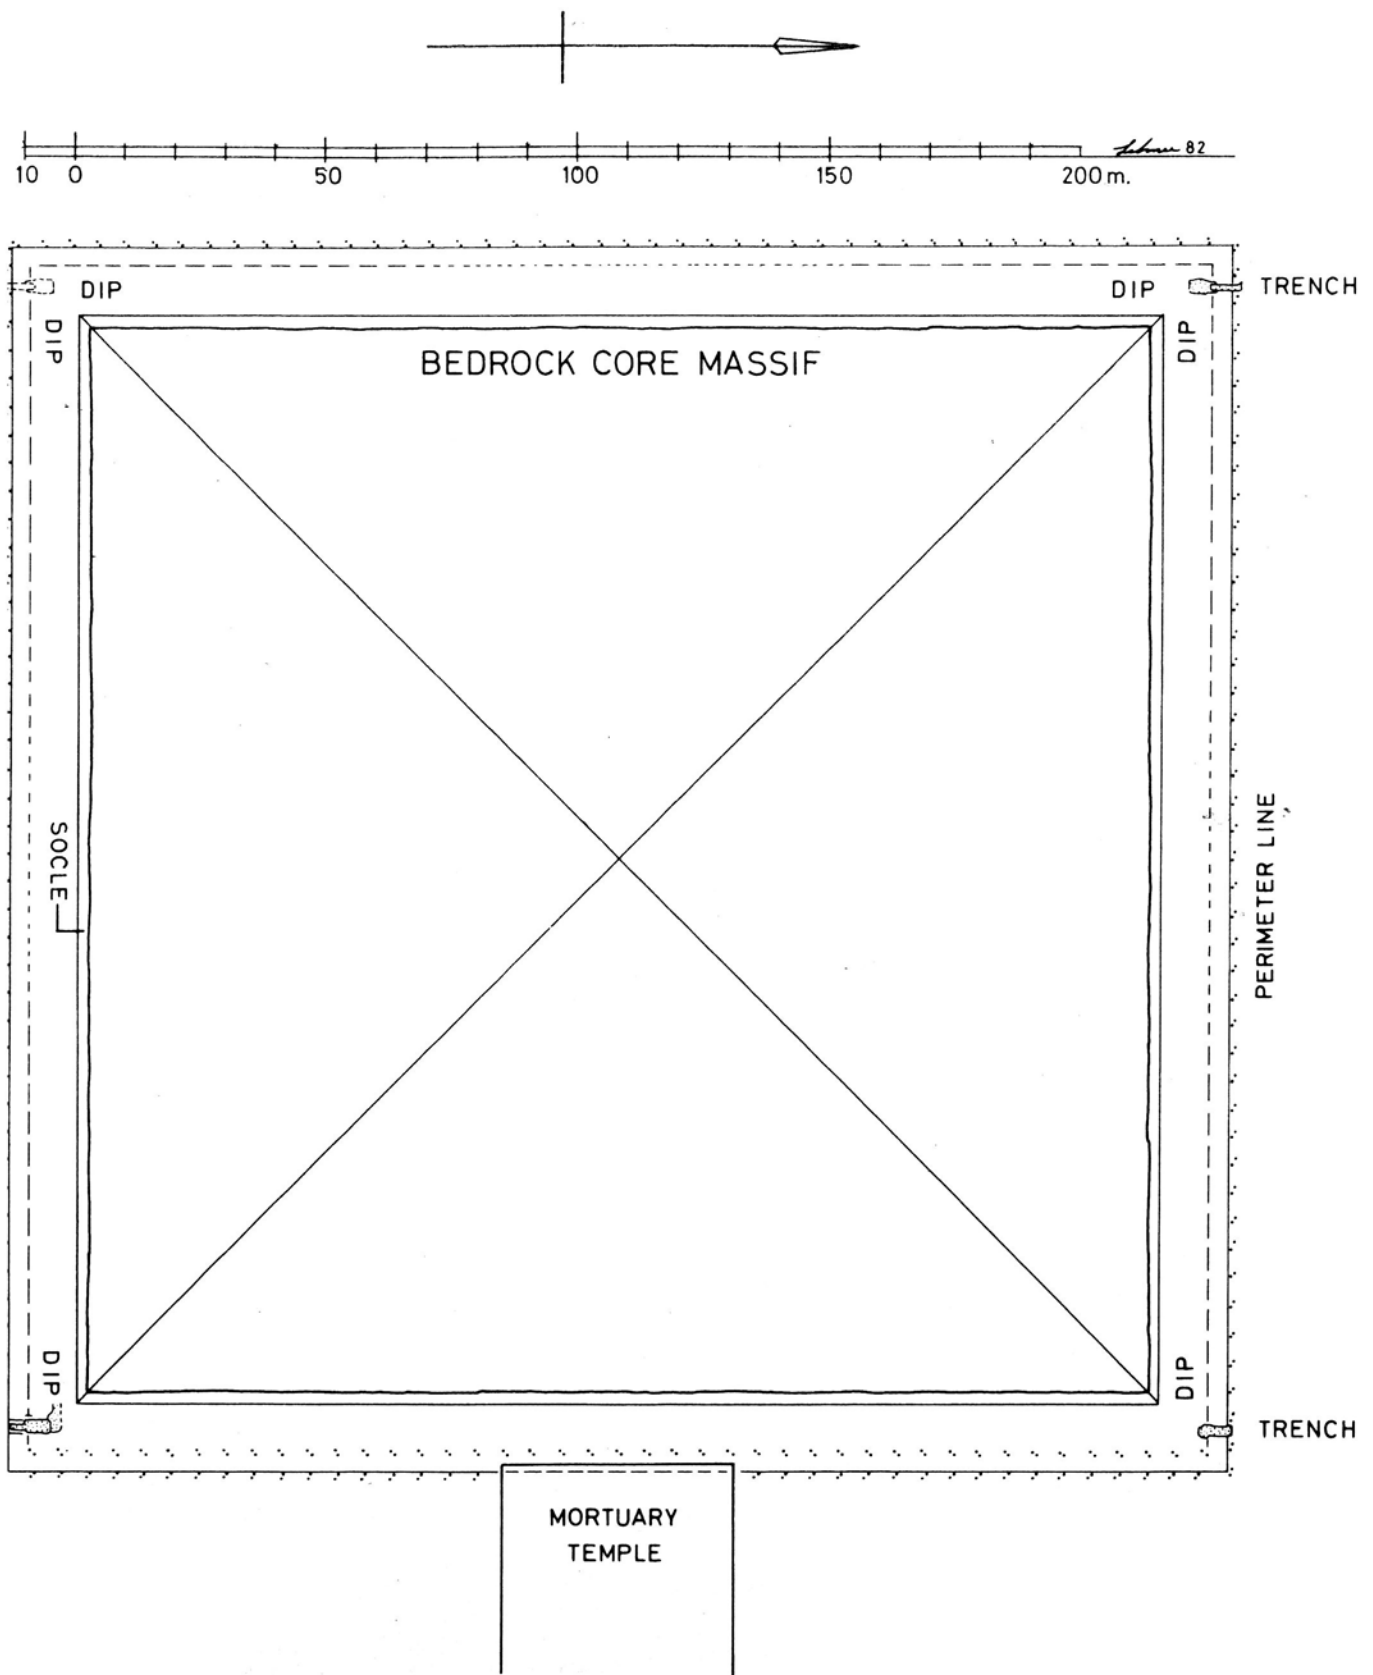 82
10 0 50 100 150 200 m.
DIP
DIP
TRENCH
DIP
DIP
BEDROCK CORE MASSIF
SOCLE
PERIMETER LINE
DIP
DIP
TRENCH
MORTUARY
TEMPLE